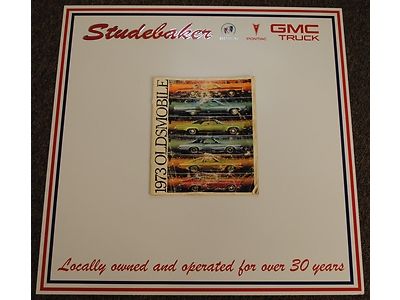 Studebaker
PONTIAC
GMC
TRUCK
1973 OLDSMOBILE
Locally owned and operated for over 30 years